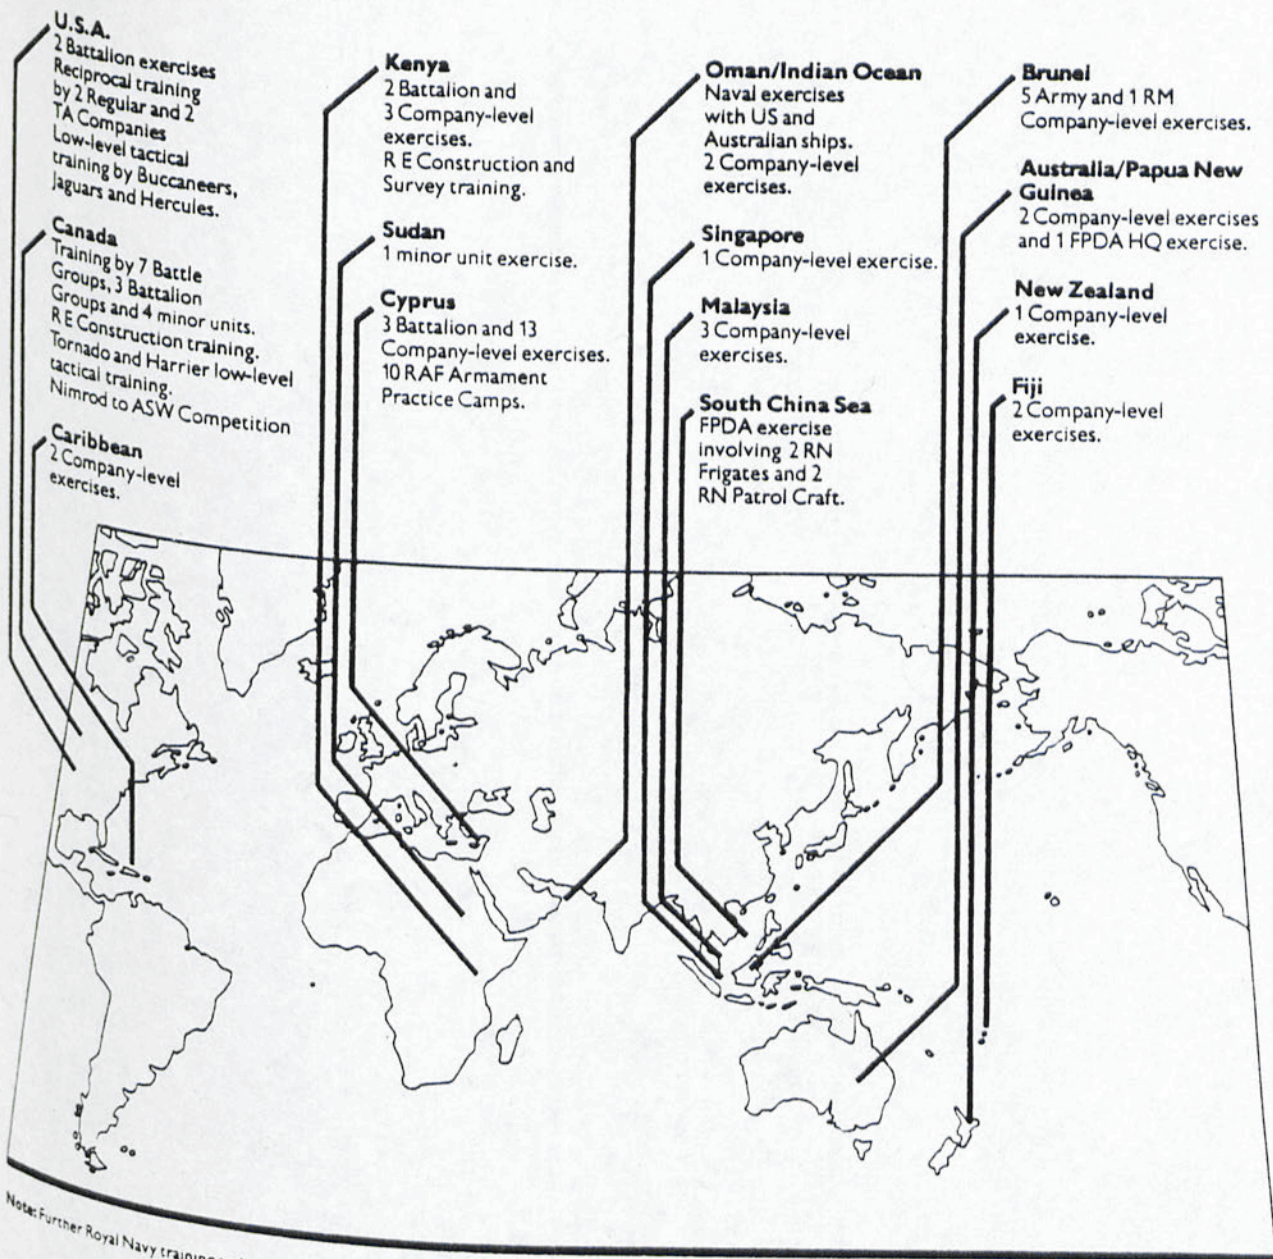 U.S.A.
2 Battalion exercises
Reciprocal training
by 2 Regular and 2
TA Companies
Low-level tactical
training by Buccaneers,
Jaguars and Hercules.
Canada
Training by 7 Battle
Groups, 3 Battalion
Groups and 4 minor units.
R E Construction training.
Tornado and Harrier low-level
tactical training.
Nimrod to ASW Competition
Caribbean
2 Company-level
exercises.
Kenya
2 Battalion and
3 Company-level
exercises.
R E Construction and
Survey training.
Sudan
1 minor unit exercise.
Cyprus
3 Battalion and 13
Company-level exercises.
10 RAF Armament
Practice Camps.
Oman/Indian Ocean
Naval exercises
with US and
Australian ships.
2 Company-level
exercises.
Singapore
1 Company-level exercise.
Malaysia
3 Company-level
exercises.
South China Sea
FPDA exercise
involving 2 RN
Frigates and 2
RN Patrol Craft.
Brunei
5 Army and 1 RM
Company-level exercises.
Australia/Papua New
Guinea
2 Company-level exercises
and 1 FPDA HQ exercise.
New Zealand
1 Company-level
exercise.
Fiji
2 Company-level
exercises.
Note: Further Royal Navy training